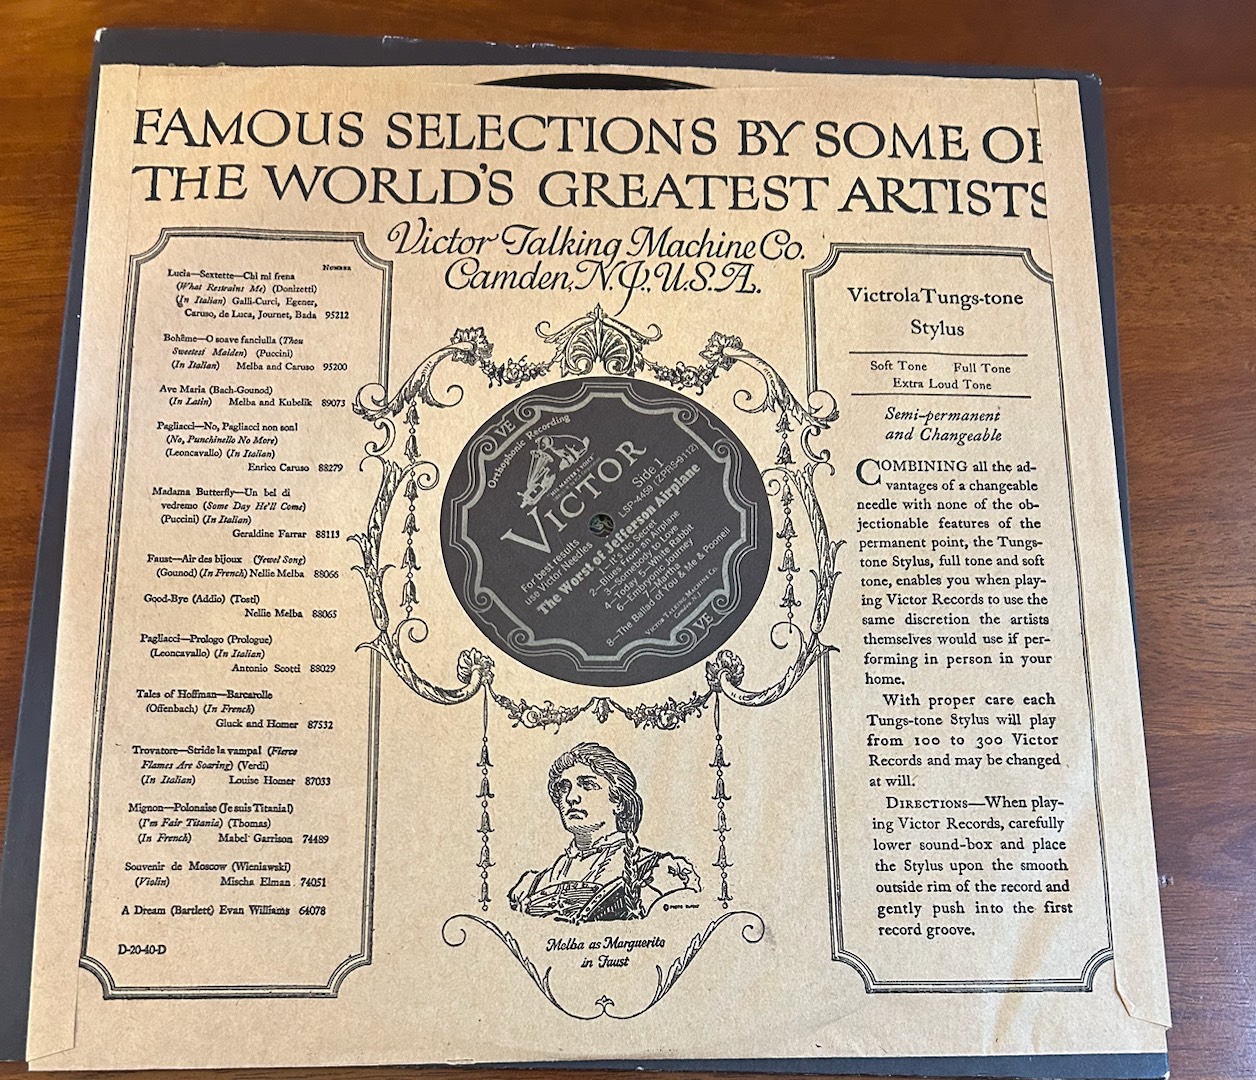 FAMOUS SELECTIONS BY SOME OF
THE WORLD'S GREATEST ARTISTS
Victor Talking Machine Co.
Camden, N.J., U.S.A.
NUMBER
Lucia—Sextette—Chi mi frena
(What Restrains Me) (Donizetti)
(In Italian) Galli-Curci, Egener,
Caruso, de Luca, Journet, Bada 95212
Bohême—O soave fanciulla (Thou
Sweetest Maiden) (Puccini)
(In Italian) Melba and Caruso 95200
Ave Maria (Bach-Gounod)
(In Latin) Melba and Kubelik 89073
Pagliacci—No, Pagliacci non son!
(No, Punchinello No More)
(Leoncavallo) (In Italian)
Enrico Caruso 88279
Madama Butterfly—Un bel di
vedremo (Some Day He'll Come)
(Puccini) (In Italian)
Geraldine Farrar 88113
Faust—Air des bijoux (Jewel Song)
(Gounod) (In French) Nellie Melba 88066
Good-Bye (Addio) (Tosti)
Nellie Melba 88065
Pagliacci—Prologo (Prologue)
(Leoncavallo) (In Italian)
Antonio Scotti 88029
Tales of Hoffman—Barcarolle
(Offenbach) (In French)
Gluck and Homer 87532
Trovatore—Stride la vampa! (Fierce
Flames Are Soaring) (Verdi)
(In Italian) Louise Homer 87033
Mignon—Polonaise (Je suis Titania!)
(I'm Fair Titania) (Thomas)
(In French) Mabel Garrison 74489
Souvenir de Moscow (Wieniawski)
(Violin) Mischa Elman 74051
A Dream (Bartlett) Evan Williams 64078
D-20-40-D
VE
Orthophonic Recording
"HIS MASTER'S VOICE"
VICTOR
For best results
use Victor Needles
Side 1
LSP-4459 (ZPRS-9112)
The Worst of Jefferson Airplane
1—It's No Secret
2—Blues From an Airplane
3—Somebody to Love
4—Today 5—White Rabbit
6—Embryonic Journey
7—Martha
8—The Ballad of You & Me & Pooneil
VICTOR TALKING MACHINE CO.
Camden, N.J.
VE
Melba as Marguerite
in Faust
Victrola Tungs-tone
Stylus
Soft Tone Full Tone
Extra Loud Tone
Semi-permanent
and Changeable
COMBINING all the ad-
vantages of a changeable
needle with none of the ob-
jectionable features of the
permanent point, the Tungs-
tone Stylus, full tone and soft
tone, enables you when play-
ing Victor Records to use the
same discretion the artists
themselves would use if per-
forming in person in your
home.
With proper care each
Tungs-tone Stylus will play
from 100 to 300 Victor
Records and may be changed
at will.
DIRECTIONS—When play-
ing Victor Records, carefully
lower sound-box and place
the Stylus upon the smooth
outside rim of the record and
gently push into the first
record groove.